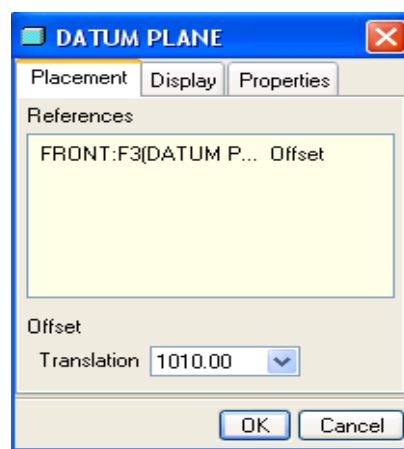 DATUM PLANE
Placement Display Properties
References
FRONT:F3(DATUM P... Offset
Offset
Translation 1010.00
OK Cancel